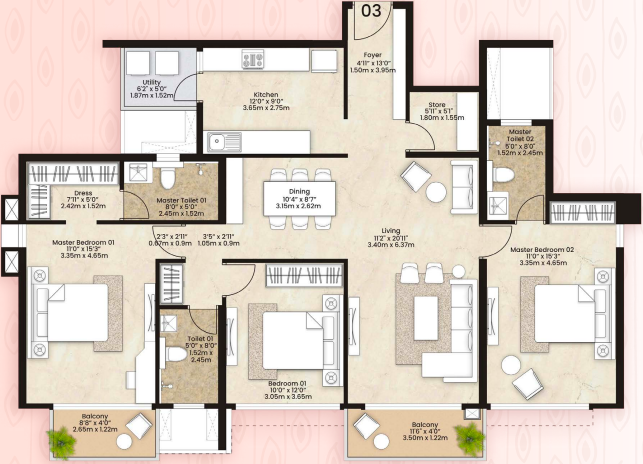 03
Foyer
4'11" x 13'0"
1.50m x 3.95m
Utility
6'2" x 5'0"
1.87m x 1.52m
Kitchen
12'0" x 9'0"
3.65m x 2.75m
Store
5'11" x 5'1"
1.80m x 1.55m
Master
Toilet 02
5'0" x 8'0"
1.52m x 2.45m
Dress
7'11" x 5'0"
2.42m x 1.52m
Master Toilet 01
8'0" x 5'0"
2.45m x 1.52m
Dining
10'4" x 8'7"
3.15m x 2.62m
Living
11'2" x 20'11"
3.40m x 6.37m
2'3" x 2'11"
0.67m x 0.9m
3'5" x 2'11"
1.05m x 0.9m
Master Bedroom 01
11'0" x 15'3"
3.35m x 4.65m
Master Bedroom 02
11'0" x 15'3"
3.35m x 4.65m
Toilet 01
5'0" x 8'0"
1.52m x
2.45m
Bedroom 01
10'0" x 12'0"
3.05m x 3.65m
Balcony
8'8" x 4'0"
2.65m x 1.22m
Balcony
11'6" x 4'0"
3.50m x 1.22m